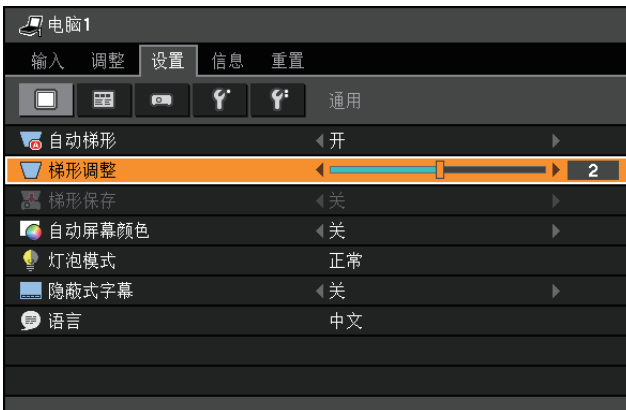 电脑1
输入 调整 设置 信息 重置
通用
自动梯形 开
梯形调整 2
梯形保存 关
自动屏幕颜色 关
灯泡模式 正常
隐蔽式字幕 关
语言 中文